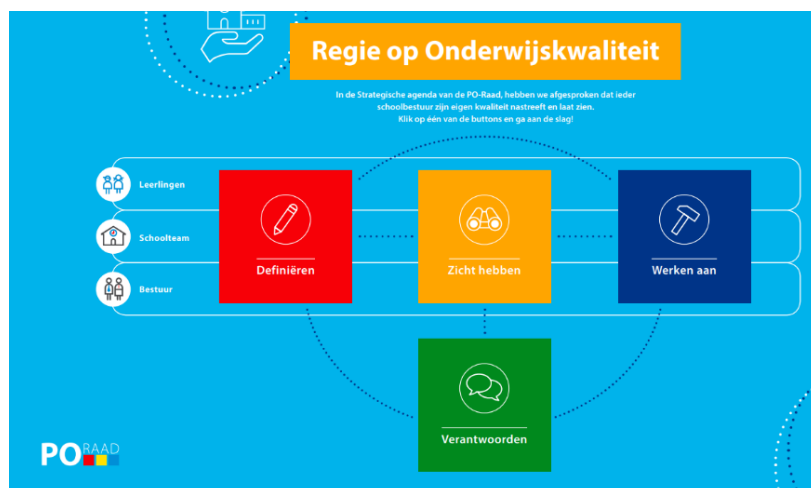 Regie op Onderwijskwaliteit
In de Strategische agenda van de PO-Raad, hebben we afgesproken dat ieder
schoolbestuur zijn eigen kwaliteit nastreeft en laat zien.
Klik op één van de buttons en ga aan de slag!
Leerlingen
Schoolteam
Bestuur
Definiëren
Zicht hebben
Werken aan
Verantwoorden
PO RAAD